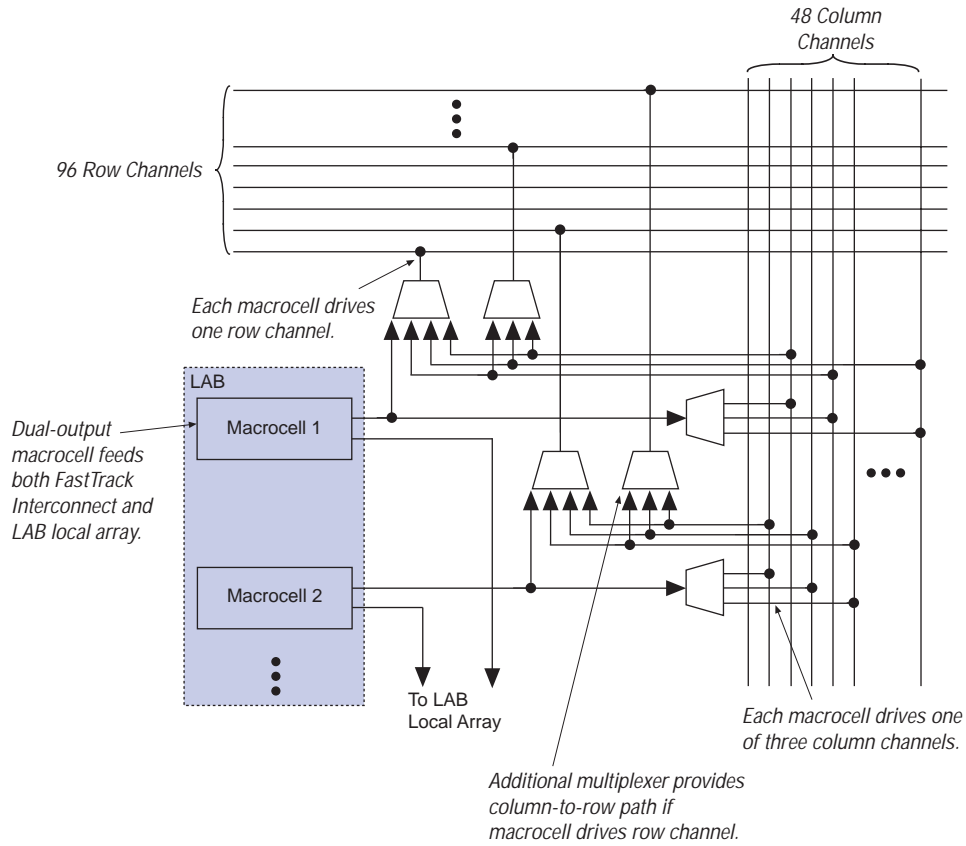 48 Column
Channels
96 Row Channels
Each macrocell drives
one row channel.
LAB
Macrocell 1
Dual-output
macrocell feeds
both FastTrack
Interconnect and
LAB local array.
Macrocell 2
To LAB
Local Array
Each macrocell drives one
of three column channels.
Additional multiplexer provides
column-to-row path if
macrocell drives row channel.